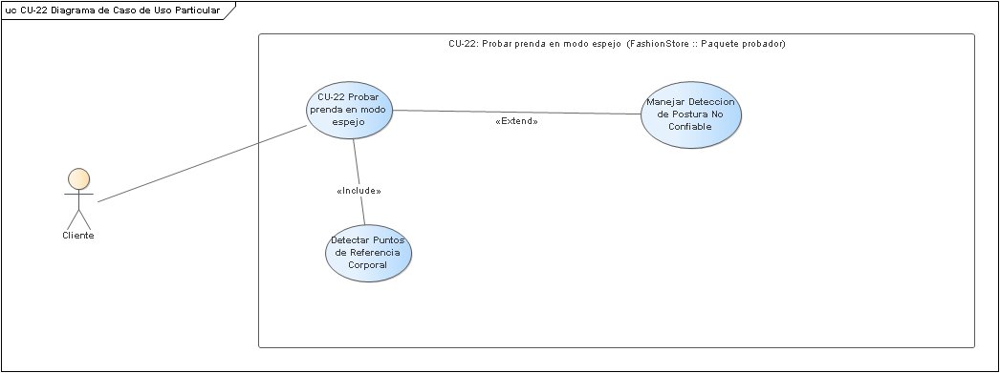 uc CU-22 Diagrama de Caso de Uso Particular
CU-22: Probar prenda en modo espejo (FashionStore :: Paquete probador)
CU-22 Probar
prenda en modo
espejo
Manejar Deteccion
de Postura No
Confiable
«Extend»
«Include»
Cliente
Detectar Puntos
de Referencia
Corporal